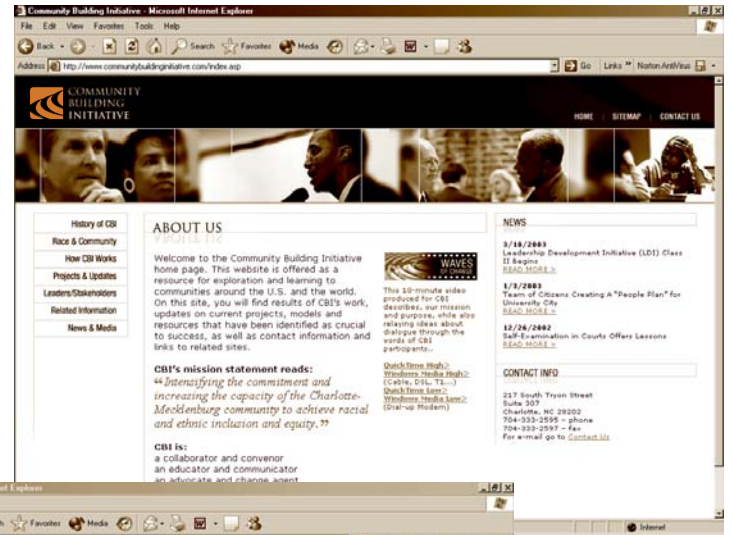 Community Building Initiative - Microsoft Internet Explorer
File Edit View Favorites Tools Help
Back Search Favorites Media
Address http://www.communitybuildinginitiative.com/index.asp Go Links » Norton AntiVirus
COMMUNITY
BUILDING
INITIATIVE
HOME | SITEMAP | CONTACT US
History of CBI
Race & Community
How CBI Works
Projects & Updates
Leaders/Stakeholders
Related Information
News & Media
ABOUT US
Welcome to the Community Building Initiative
home page. This website is offered as a
resource for exploration and learning to
communities around the U.S. and the world.
On this site, you will find results of CBI's work,
updates on current projects, models and
resources that have been identified as crucial
to success, as well as contact information and
links to related sites.
CBI's mission statement reads:
“Intensifying the commitment and
increasing the capacity of the Charlotte-
Mecklenburg community to achieve racial
and ethnic inclusion and equity.”
CBI is:
a collaborator and convenor
an educator and communicator
an advocate and change agent
WAVES
OF CHANGE
This 10-minute video
produced for CBI
describes, our mission
and purpose, while also
relaying ideas about
dialogue through the
words of CBI
participants..
QuickTime High>
Windows Media High>
(Cable, DSL, T1...)
QuickTime Low>
Windows Media Low>
(Dial-up Modem)
NEWS
3/18/2003
Leadership Development Initiative (LDI) Class
II Begins
READ MORE >
1/3/2003
Team of Citizens Creating A "People Plan" for
University City
READ MORE >
12/26/2002
Self-Examination in Courts Offers Lessons
READ MORE >
CONTACT INFO
217 South Tryon Street
Suite 307
Charlotte, NC 28202
704-333-2595 - phone
704-333-2597 - fax
For e-mail go to Contact Us
Internet
net Explorer
Favorites Media